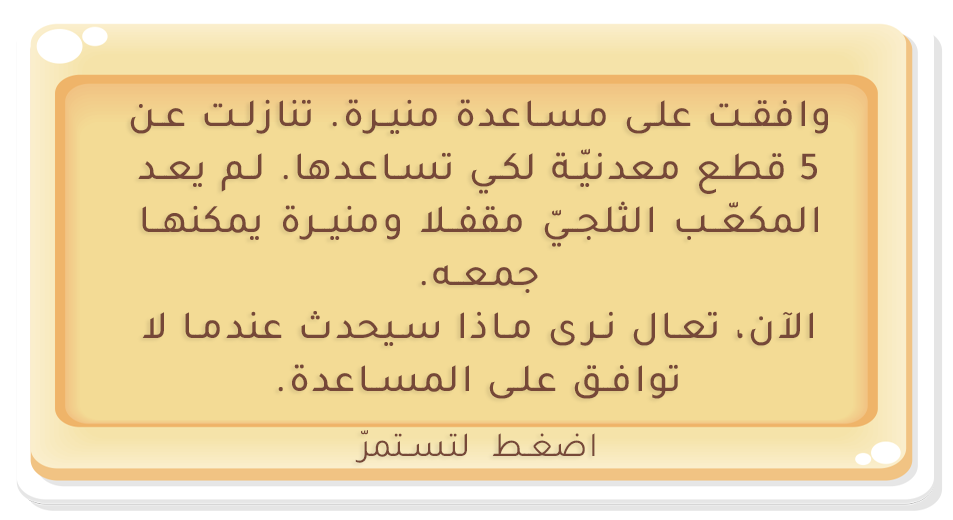 وافقت على مساعدة منيرة. تنازلت عن
5 قطع معدنيّة لكي تساعدها. لم يعد
المكعّب الثلجيّ مقفلا ومنيرة يمكنها
جمعه.
الآن، تعال نرى ماذا سيحدث عندما لا
توافق على المساعدة.
اضغط لتستمرّ